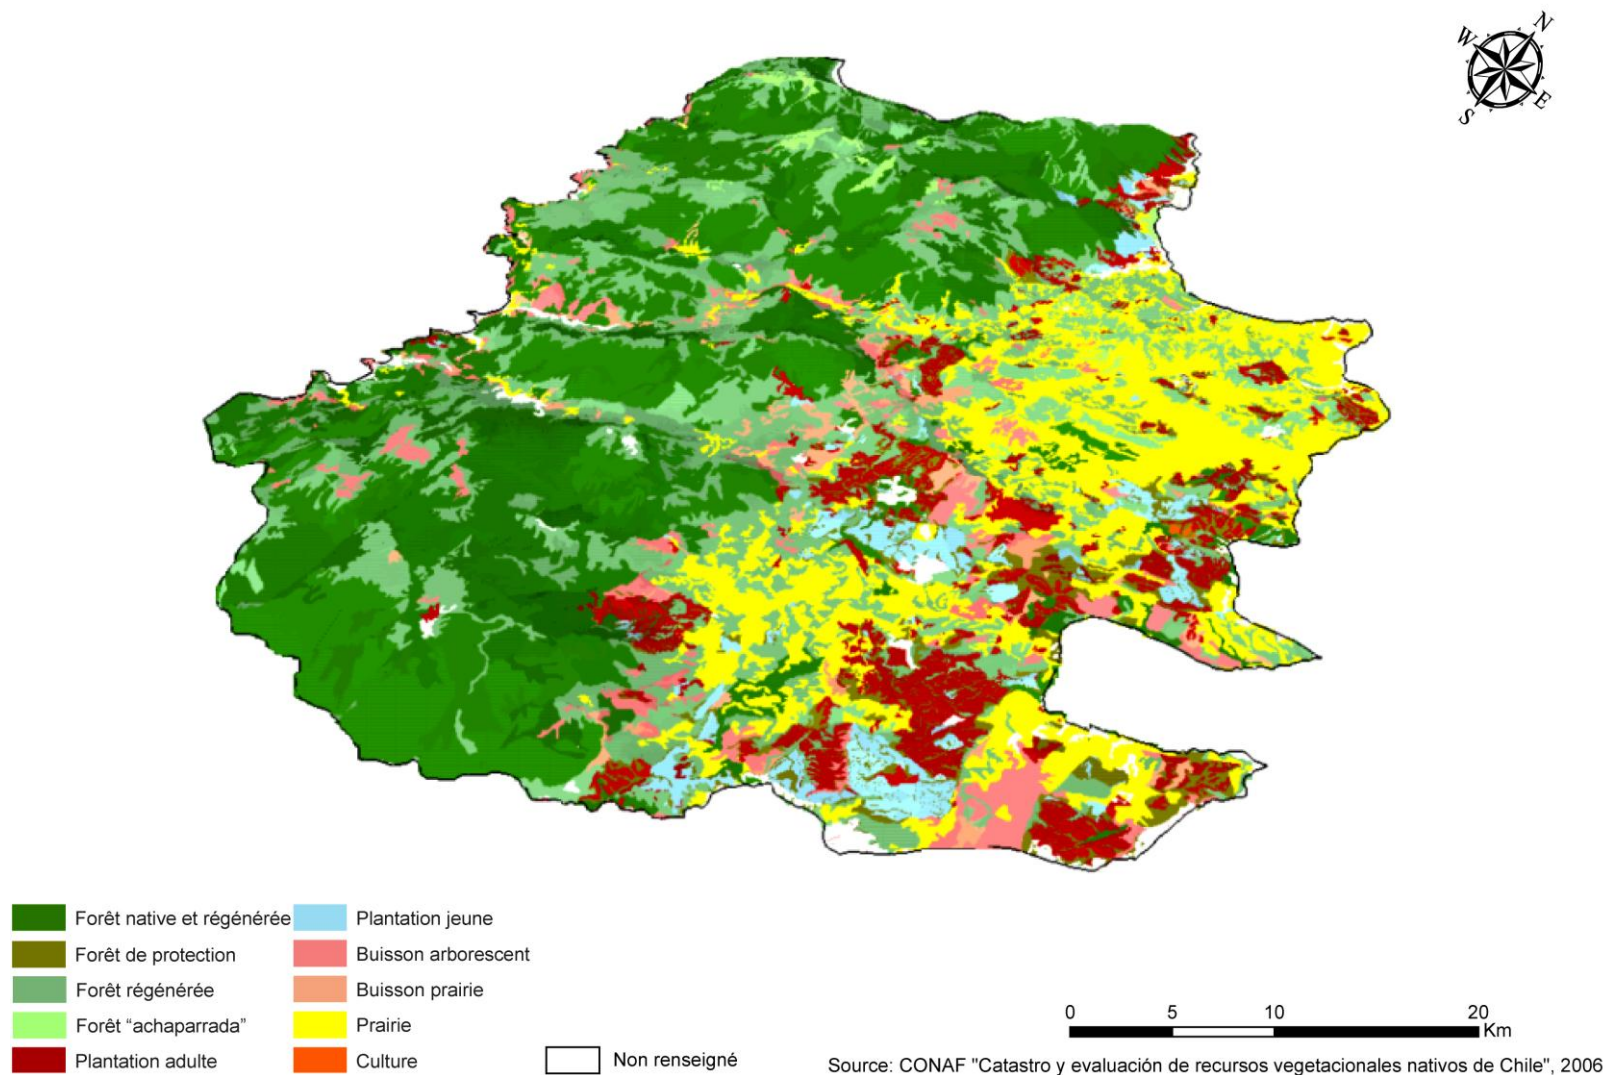 N
W
E
S
Forêt native et régénérée
Forêt de protection
Forêt régénérée
Forêt "achaparrada"
Plantation adulte
Plantation jeune
Buisson arborescent
Buisson prairie
Prairie
Culture
Non renseigné
0 5 10 20
Km
Source: CONAF "Catastro y evaluación de recursos vegetacionales nativos de Chile", 2006